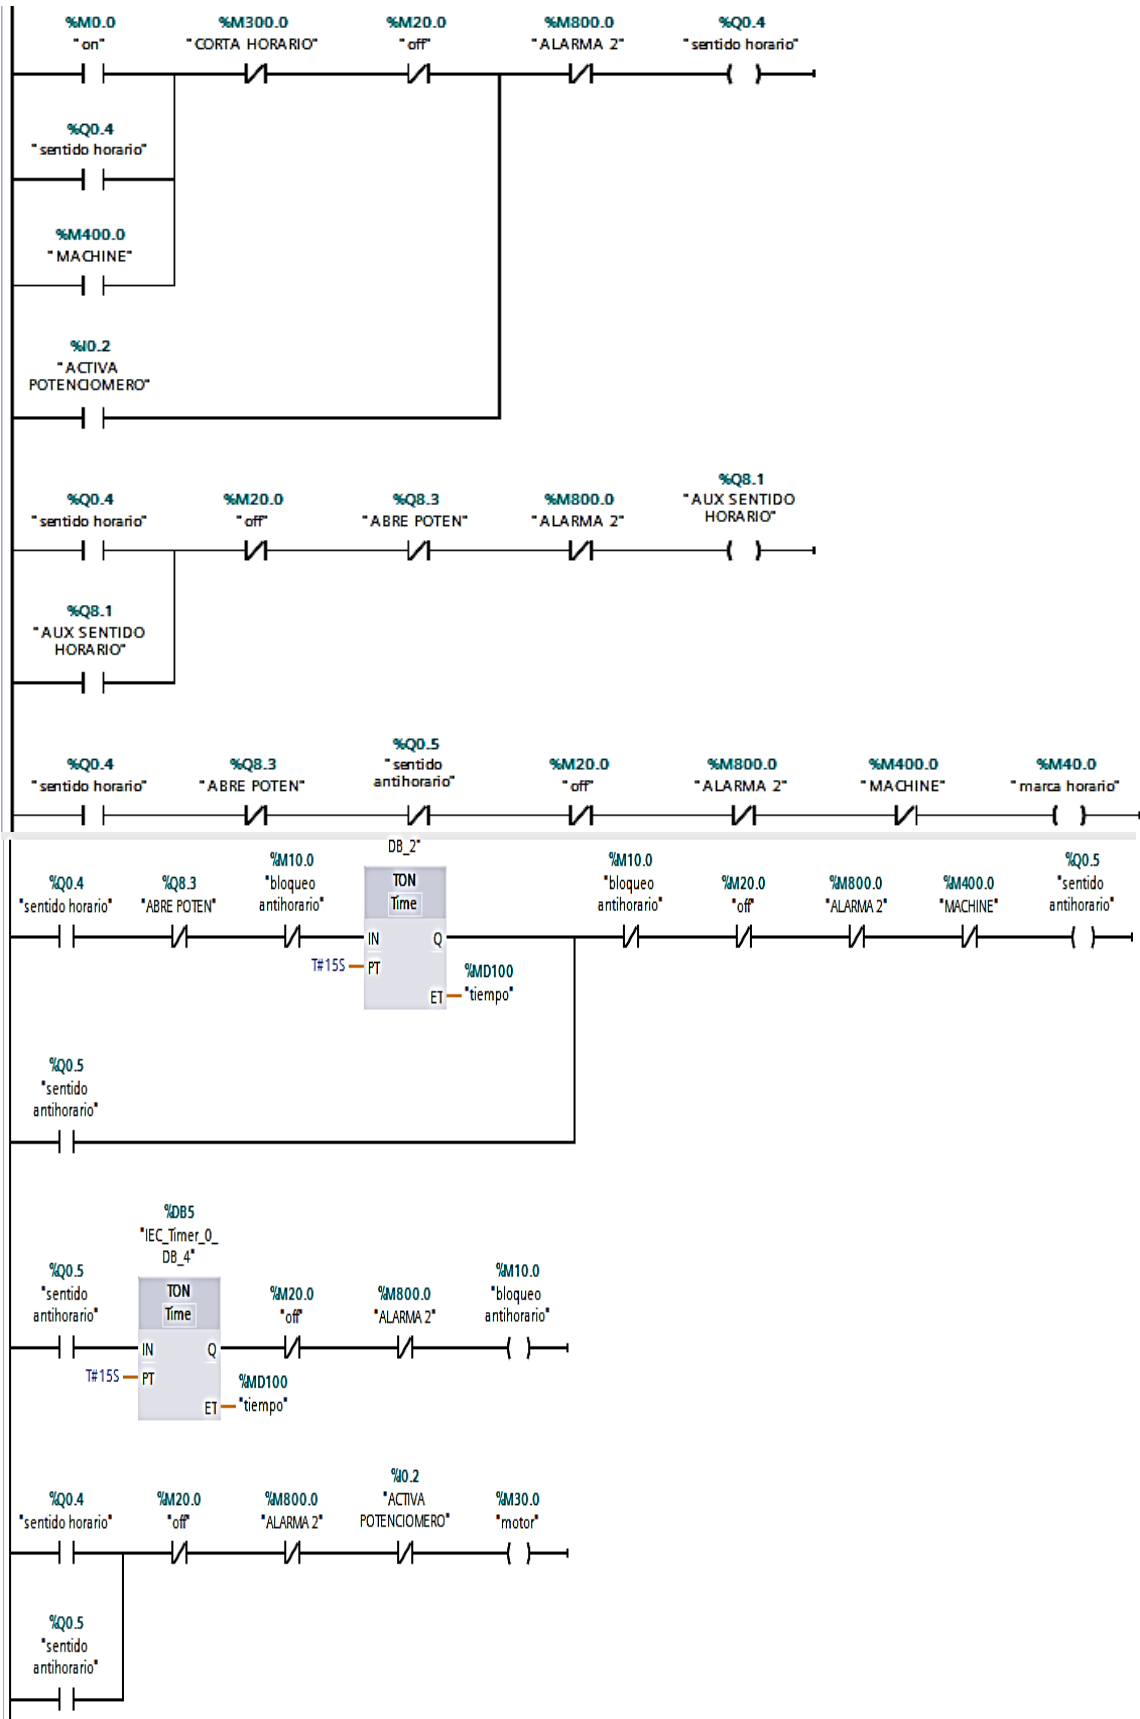 %M0.0 %M300.0 %M20.0 %M800.0 %Q0.4
"on" "CORTA HORARIO" "off" "ALARMA 2" "sentido horario"
%Q0.4
"sentido horario"
%M400.0
"MACHINE"
%I0.2
"ACTIVA
POTENCIOMERO"
%Q8.1
%Q0.4 %M20.0 %Q8.3 %M800.0 "AUX SENTIDO
"sentido horario" "off" "ABRE POTEN" "ALARMA 2" HORARIO"
%Q8.1
"AUX SENTIDO
HORARIO"
%Q0.5
%Q0.4 %Q8.3 "sentido %M20.0 %M800.0 %M400.0 %M40.0
"sentido horario" "ABRE POTEN" antihorario" "off" "ALARMA 2" "MACHINE" "marca horario"
DB_2"
%M10.0 %M10.0 %Q0.5
%Q0.4 %Q8.3 "bloqueo TON "bloqueo %M20.0 %M800.0 %M400.0 "sentido
"sentido horario" "ABRE POTEN" antihorario" Time antihorario" "off" "ALARMA 2" "MACHINE" antihorario"
IN Q
T#15S PT %MD100
ET "tiempo"
%Q0.5
"sentido
antihorario"
%DB5
"IEC_Timer_0_
DB_4"
%Q0.5 %M10.0
"sentido TON %M20.0 %M800.0 "bloqueo
antihorario" Time "off" "ALARMA 2" antihorario"
IN Q
T#15S PT %MD100
ET "tiempo"
%I0.2
%Q0.4 %M20.0 %M800.0 "ACTIVA %M30.0
"sentido horario" "off" "ALARMA 2" POTENCIOMERO" "motor"
%Q0.5
"sentido
antihorario"